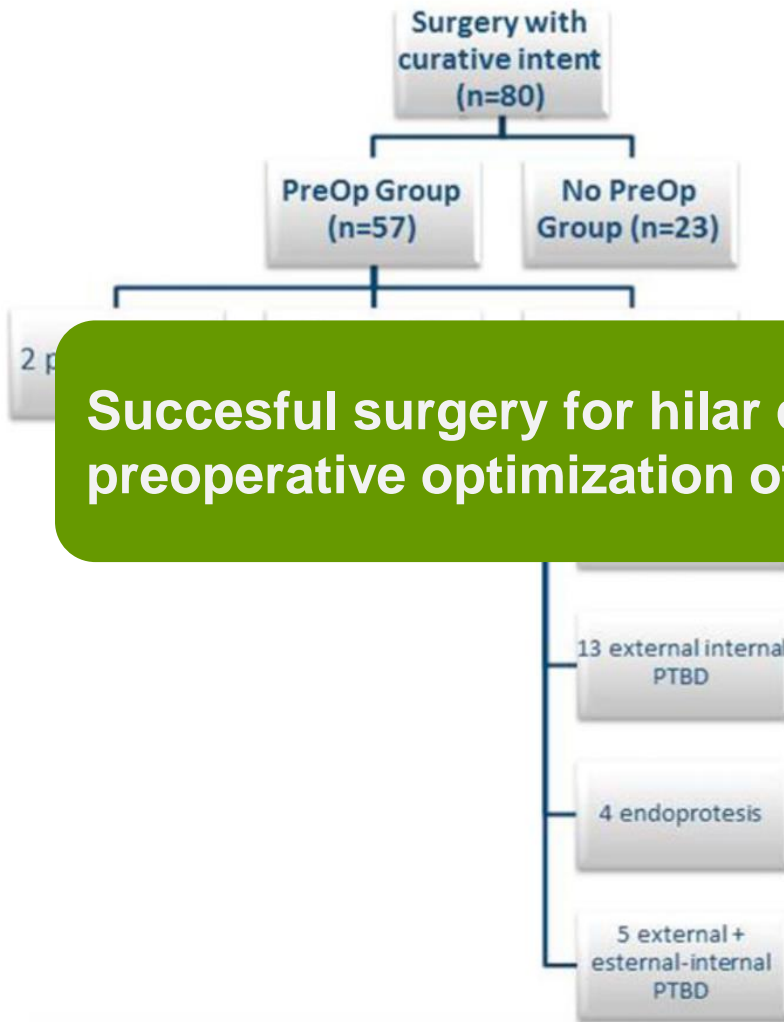 Surgery with
curative intent
(n=80)
PreOp Group
(n=57)
No PreOp
Group (n=23)
2
Succesful surgery for hilar
preoperative optimization
13 external internal
PTBD
4 endoprotesis
5 external +
esternal-internal
PTBD